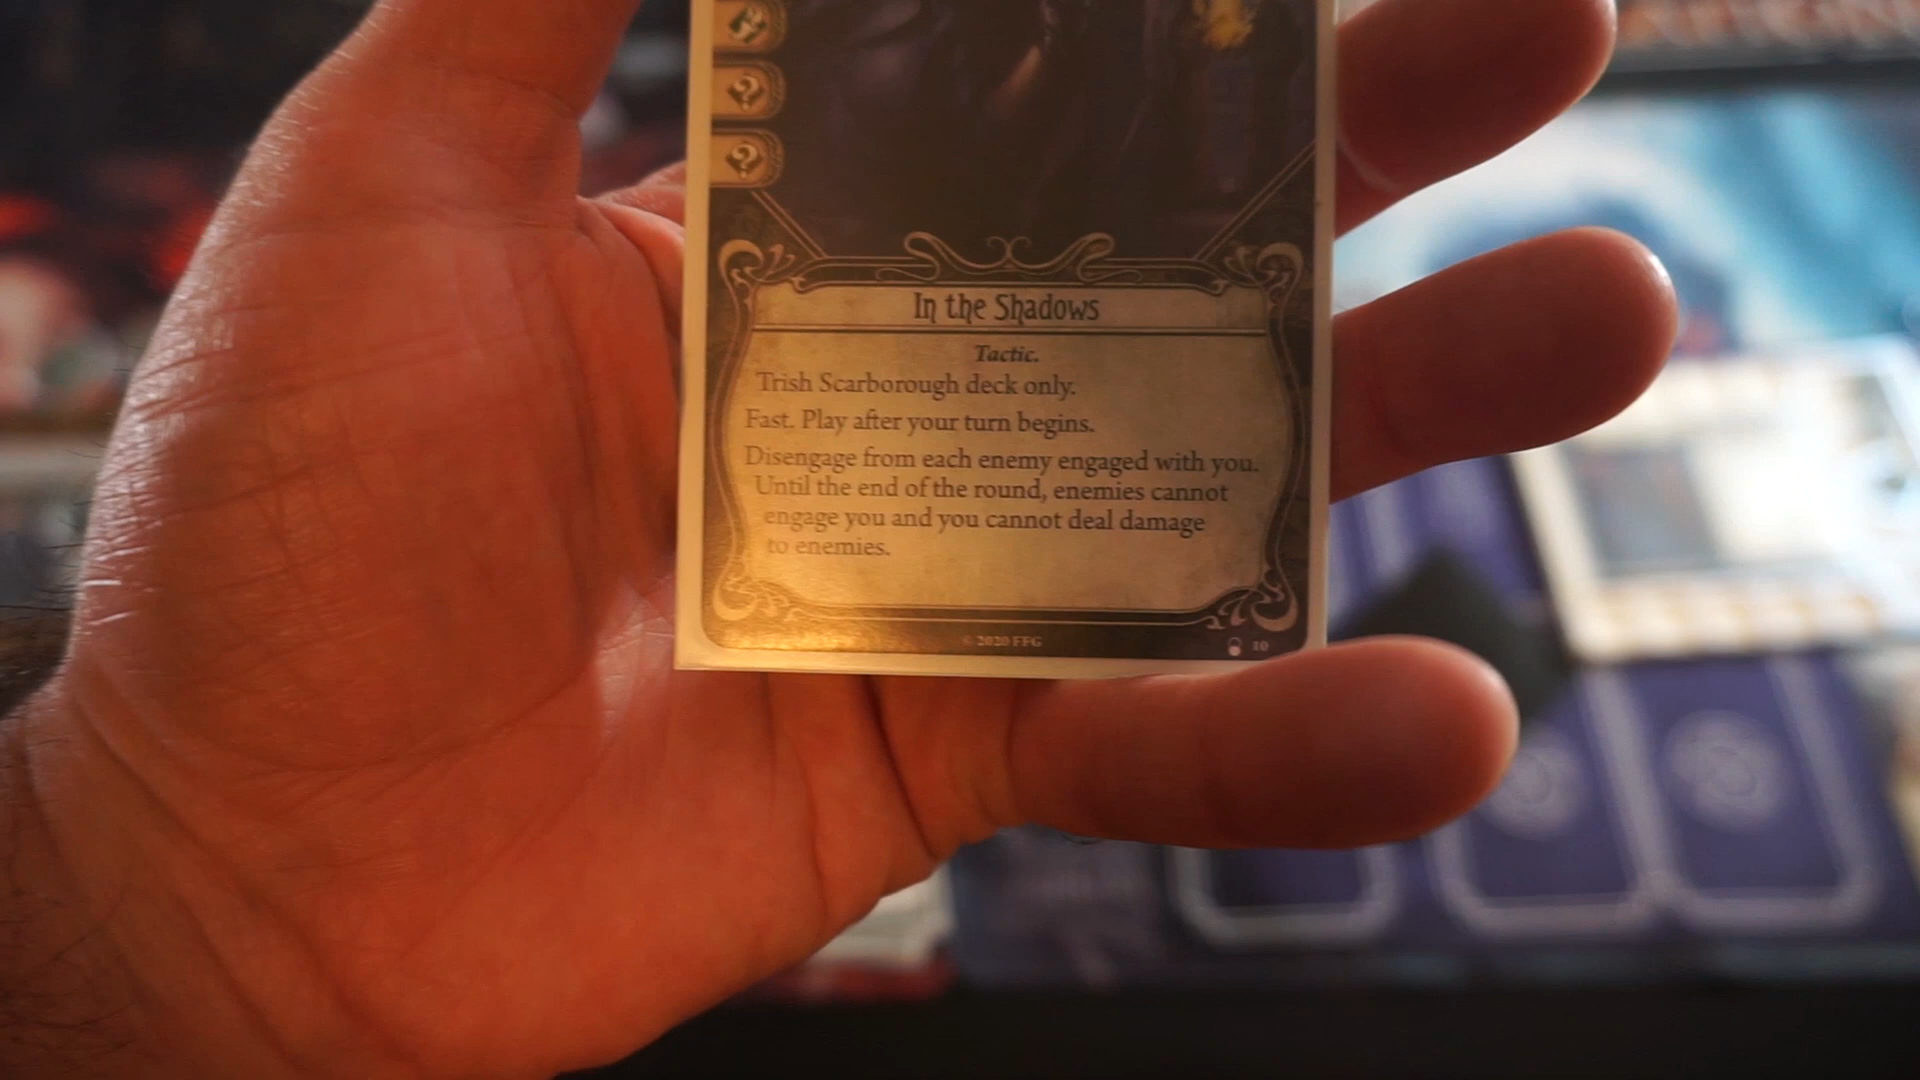 In the Shadows
Tactic.
Trish Scarborough deck only.
Fast. Play after your turn begins.
Disengage from each enemy engaged with you.
Until the end of the round, enemies cannot
engage you and you cannot deal damage
to enemies.
© 2020 FFG
10